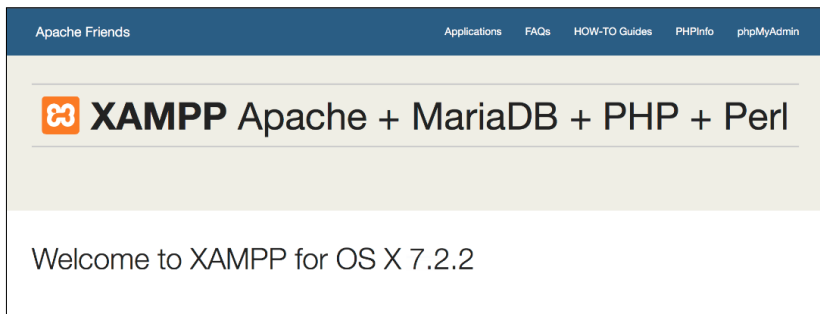 Apache Friends Applications FAQs HOW-TO Guides PHPInfo phpMyAdmin
XAMPP Apache + MariaDB + PHP + Perl
Welcome to XAMPP for OS X 7.2.2